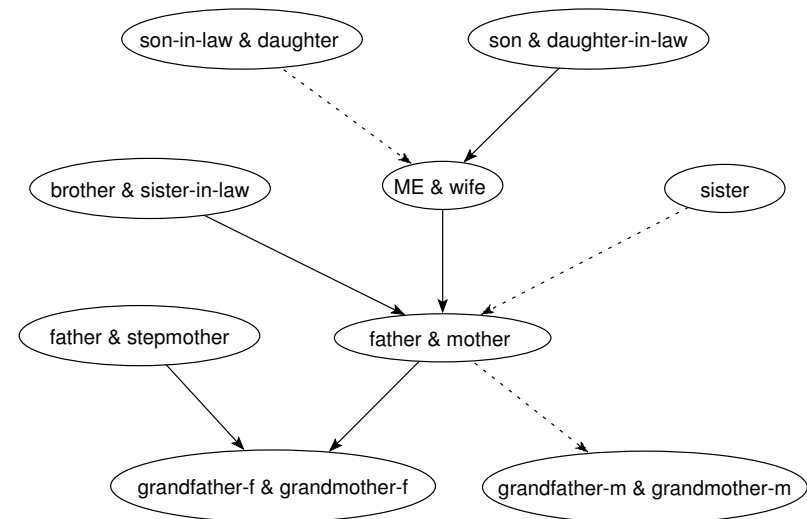 son-in-law & daughter
son & daughter-in-law
brother & sister-in-law
ME & wife
sister
father & stepmother
father & mother
grandfather-f & grandmother-f
grandfather-m & grandmother-m